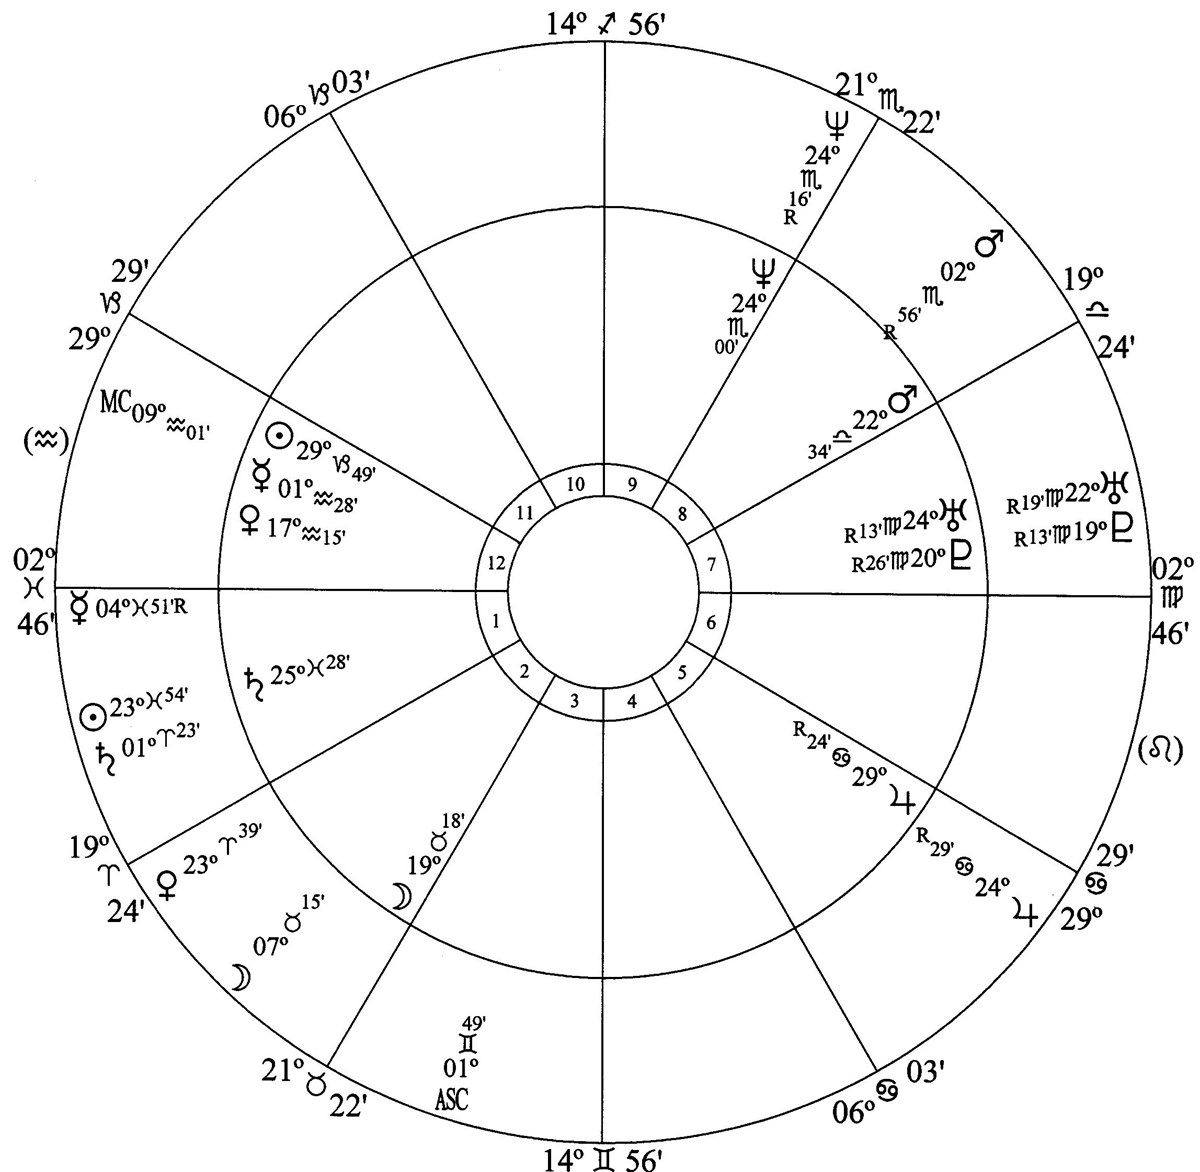 14° ♐ 56'
06° ♑ 03'
21° ♏ 22'
♆
24°
♏
16'
R
♂
02°
♏
56'
R
29'
♑
29°
19°
♎
24'
♆
24°
♏
00'
MC 09° ♒ 01'
(♒)
☉ 29° ♑ 49'
☿ 01° ♒ 28'
♀ 17° ♒ 15'
34' ♎ 22° ♂
R 13' ♍ 24° ♅
R 26' ♍ 20° ♇
R 19' ♍ 22° ♅
R 13' ♍ 19° ♇
10
9
11
8
12
7
1
6
2
5
3
4
02°
♓
46'
02°
♍
46'
☿ 04° ♓ 51' R
☉ 23° ♓ 54'
♄ 01° ♈ 23'
♄ 25° ♓ 28'
(♌)
R 24' ♋ 29° ♃
R 29' ♋ 24° ♃
19°
♈
24'
♀ 23° ♈ 39'
☽ 19° ♉ 18'
☽ 07° ♉ 15'
29'
♋
29°
49'
♊
01°
ASC
21° ♉ 22'
06° ♋ 03'
14° ♊ 56'